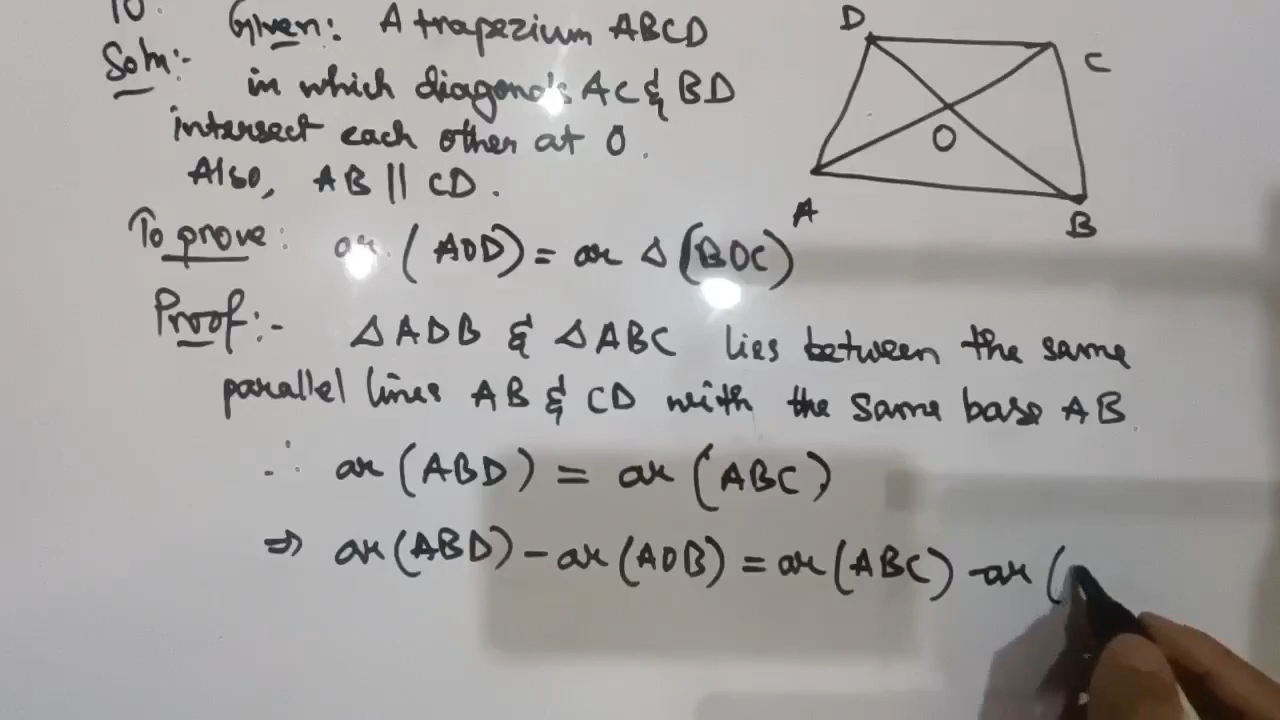 10.
Soln:- Given: A trapezium ABCD
in which diagonals AC & BD
intersect each other at O.
Also, AB || CD.
To prove: ar. (AOD) = ar Δ (BOC)
Proof:- ΔADB & ΔABC lies between the same
parallel lines AB & CD with the same base AB.
∴ ar (ABD) = ar (ABC)
⇒ ar(ABD) - ar(AOB) = ar(ABC) - ar (
D
C
O
A
B